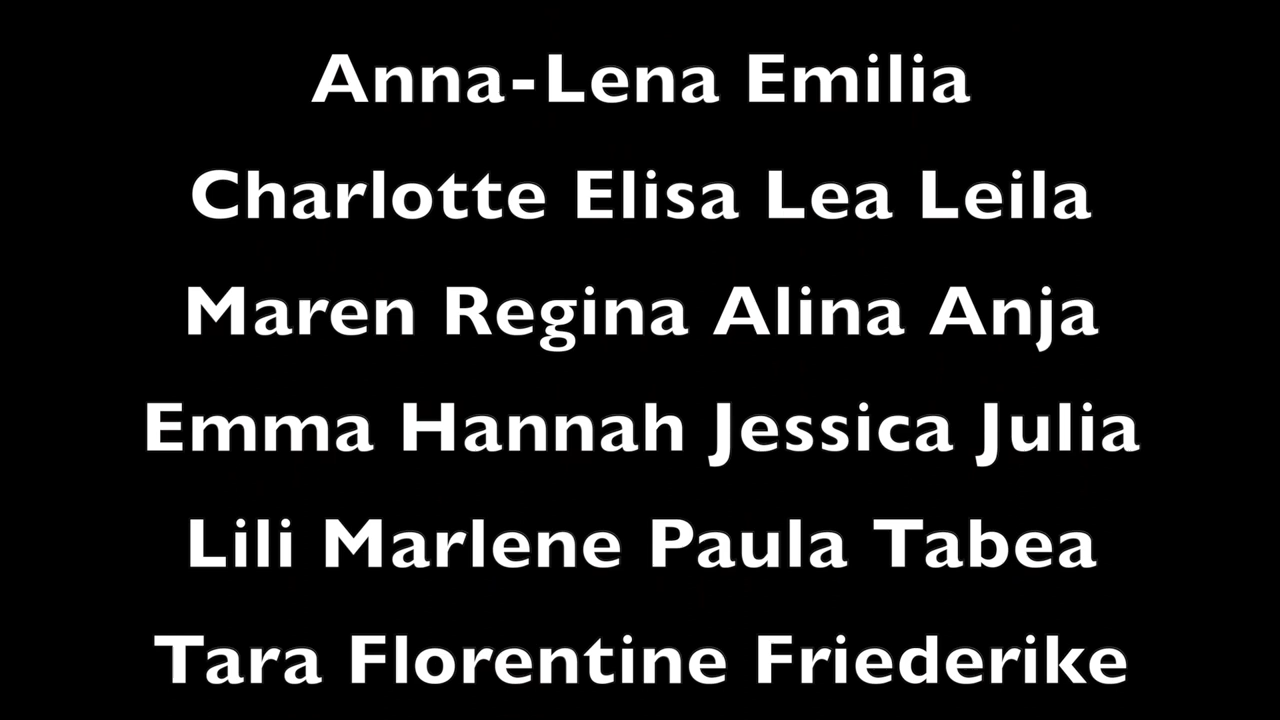 Anna-Lena Emilia
Charlotte Elisa Lea Leila
Maren Regina Alina Anja
Emma Hannah Jessica Julia
Lili Marlene Paula Tabea
Tara Florentine Friederike